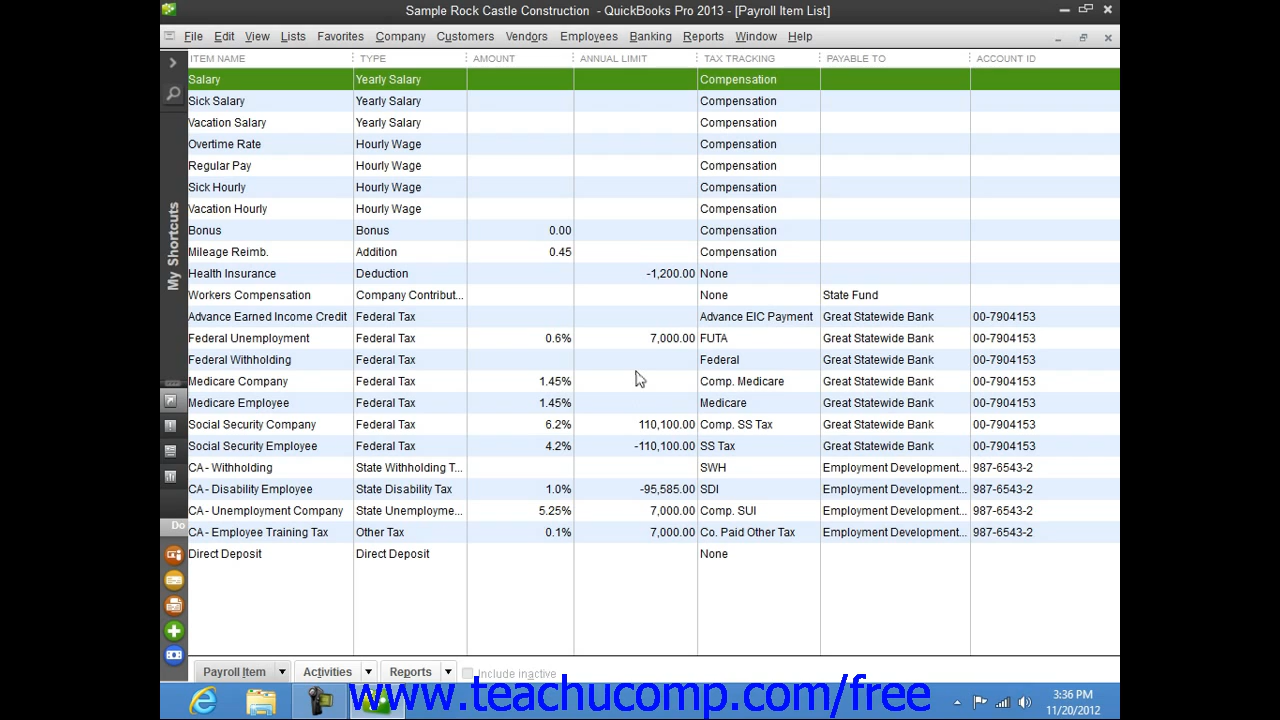 Sample Rock Castle Construction - QuickBooks Pro 2013 - [Payroll Item List]
File Edit View Lists Favorites Company Customers Vendors Employees Banking Reports Window Help
ITEM NAME TYPE AMOUNT ANNUAL LIMIT TAX TRACKING PAYABLE TO ACCOUNT ID
Salary Yearly Salary Compensation
Sick Salary Yearly Salary Compensation
Vacation Salary Yearly Salary Compensation
Overtime Rate Hourly Wage Compensation
Regular Pay Hourly Wage Compensation
Sick Hourly Hourly Wage Compensation
Vacation Hourly Hourly Wage Compensation
Bonus Bonus 0.00 Compensation
Mileage Reimb. Addition 0.45 Compensation
Health Insurance Deduction -1,200.00 None
Workers Compensation Company Contribut... None State Fund
Advance Earned Income Credit Federal Tax Advance EIC Payment Great Statewide Bank 00-7904153
Federal Unemployment Federal Tax 0.6% 7,000.00 FUTA Great Statewide Bank 00-7904153
Federal Withholding Federal Tax Federal Great Statewide Bank 00-7904153
Medicare Company Federal Tax 1.45% Comp. Medicare Great Statewide Bank 00-7904153
Medicare Employee Federal Tax 1.45% Medicare Great Statewide Bank 00-7904153
Social Security Company Federal Tax 6.2% 110,100.00 Comp. SS Tax Great Statewide Bank 00-7904153
Social Security Employee Federal Tax 4.2% -110,100.00 SS Tax Great Statewide Bank 00-7904153
CA - Withholding State Withholding T... SWH Employment Development... 987-6543-2
CA - Disability Employee State Disability Tax 1.0% -95,585.00 SDI Employment Development... 987-6543-2
CA - Unemployment Company State Unemployme... 5.25% 7,000.00 Comp. SUI Employment Development... 987-6543-2
CA - Employee Training Tax Other Tax 0.1% 7,000.00 Co. Paid Other Tax Employment Development... 987-6543-2
Direct Deposit Direct Deposit None
My Shortcuts
Do
Payroll Item Activities Reports Include inactive
www.teachucomp.com/free
3:36 PM
11/20/2012